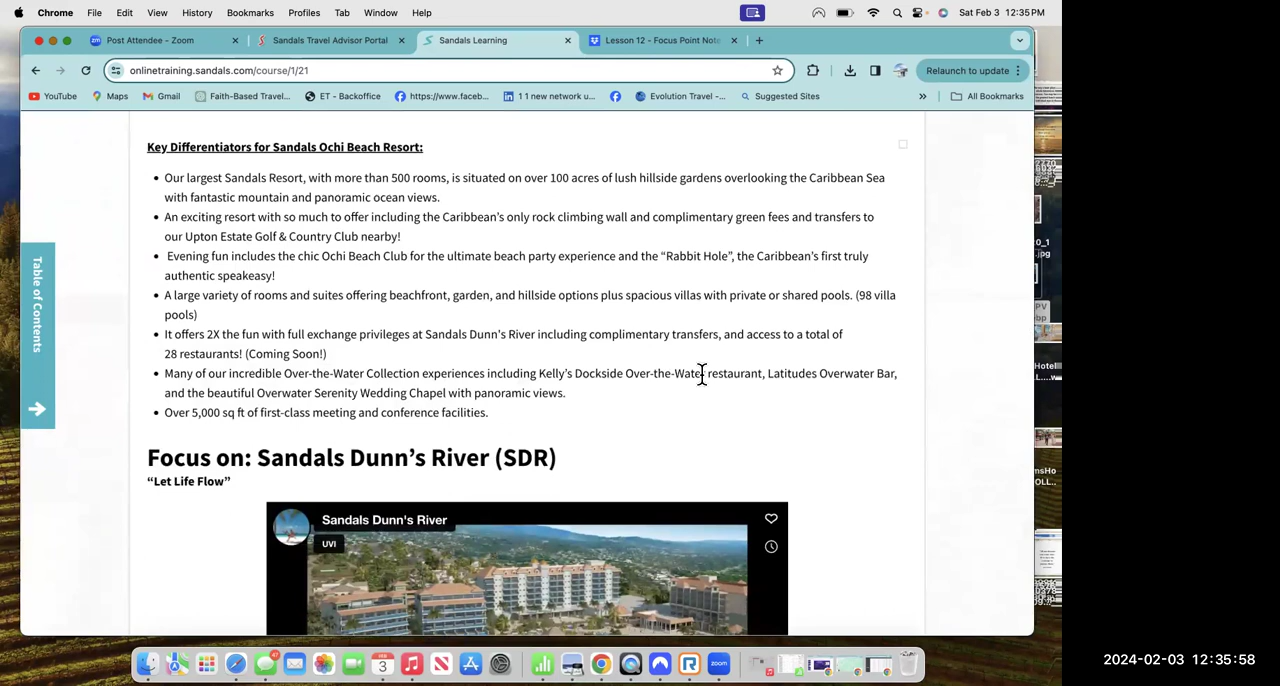 Chrome File Edit View History Bookmarks Profiles Tab Window Help Sat Feb 3 12:35 PM
Post Attendee - Zoom Sandals Travel Advisor Portal Sandals Learning Lesson 12 - Focus Point Note
onlinetraining.sandals.com/course/1/21 Relaunch to update
YouTube Maps Gmail Faith-Based Travel... ET - Backoffice https://www.faceb... 1 1 new network u... Evolution Travel -... Suggested Sites » All Bookmarks
Key Differentiators for Sandals Ochi Beach Resort:
• Our largest Sandals Resort, with more than 500 rooms, is situated on over 100 acres of lush hillside gardens overlooking the Caribbean Sea
with fantastic mountain and panoramic ocean views.
• An exciting resort with so much to offer including the Caribbean's only rock climbing wall and complimentary green fees and transfers to
our Upton Estate Golf & Country Club nearby!
• Evening fun includes the chic Ochi Beach Club for the ultimate beach party experience and the “Rabbit Hole”, the Caribbean's first truly
authentic speakeasy!
• A large variety of rooms and suites offering beachfront, garden, and hillside options plus spacious villas with private or shared pools. (98 villa
pools)
• It offers 2X the fun with full exchange privileges at Sandals Dunn's River including complimentary transfers, and access to a total of
28 restaurants! (Coming Soon!)
• Many of our incredible Over-the-Water Collection experiences including Kelly's Dockside Over-the-Water restaurant, Latitudes Overwater Bar,
and the beautiful Overwater Serenity Wedding Chapel with panoramic views.
• Over 5,000 sq ft of first-class meeting and conference facilities.
Table of Contents
Focus on: Sandals Dunn's River (SDR)
“Let Life Flow”
Sandals Dunn's River
UVI
47
FEB
3
zoom
2024-02-03 12:35:58